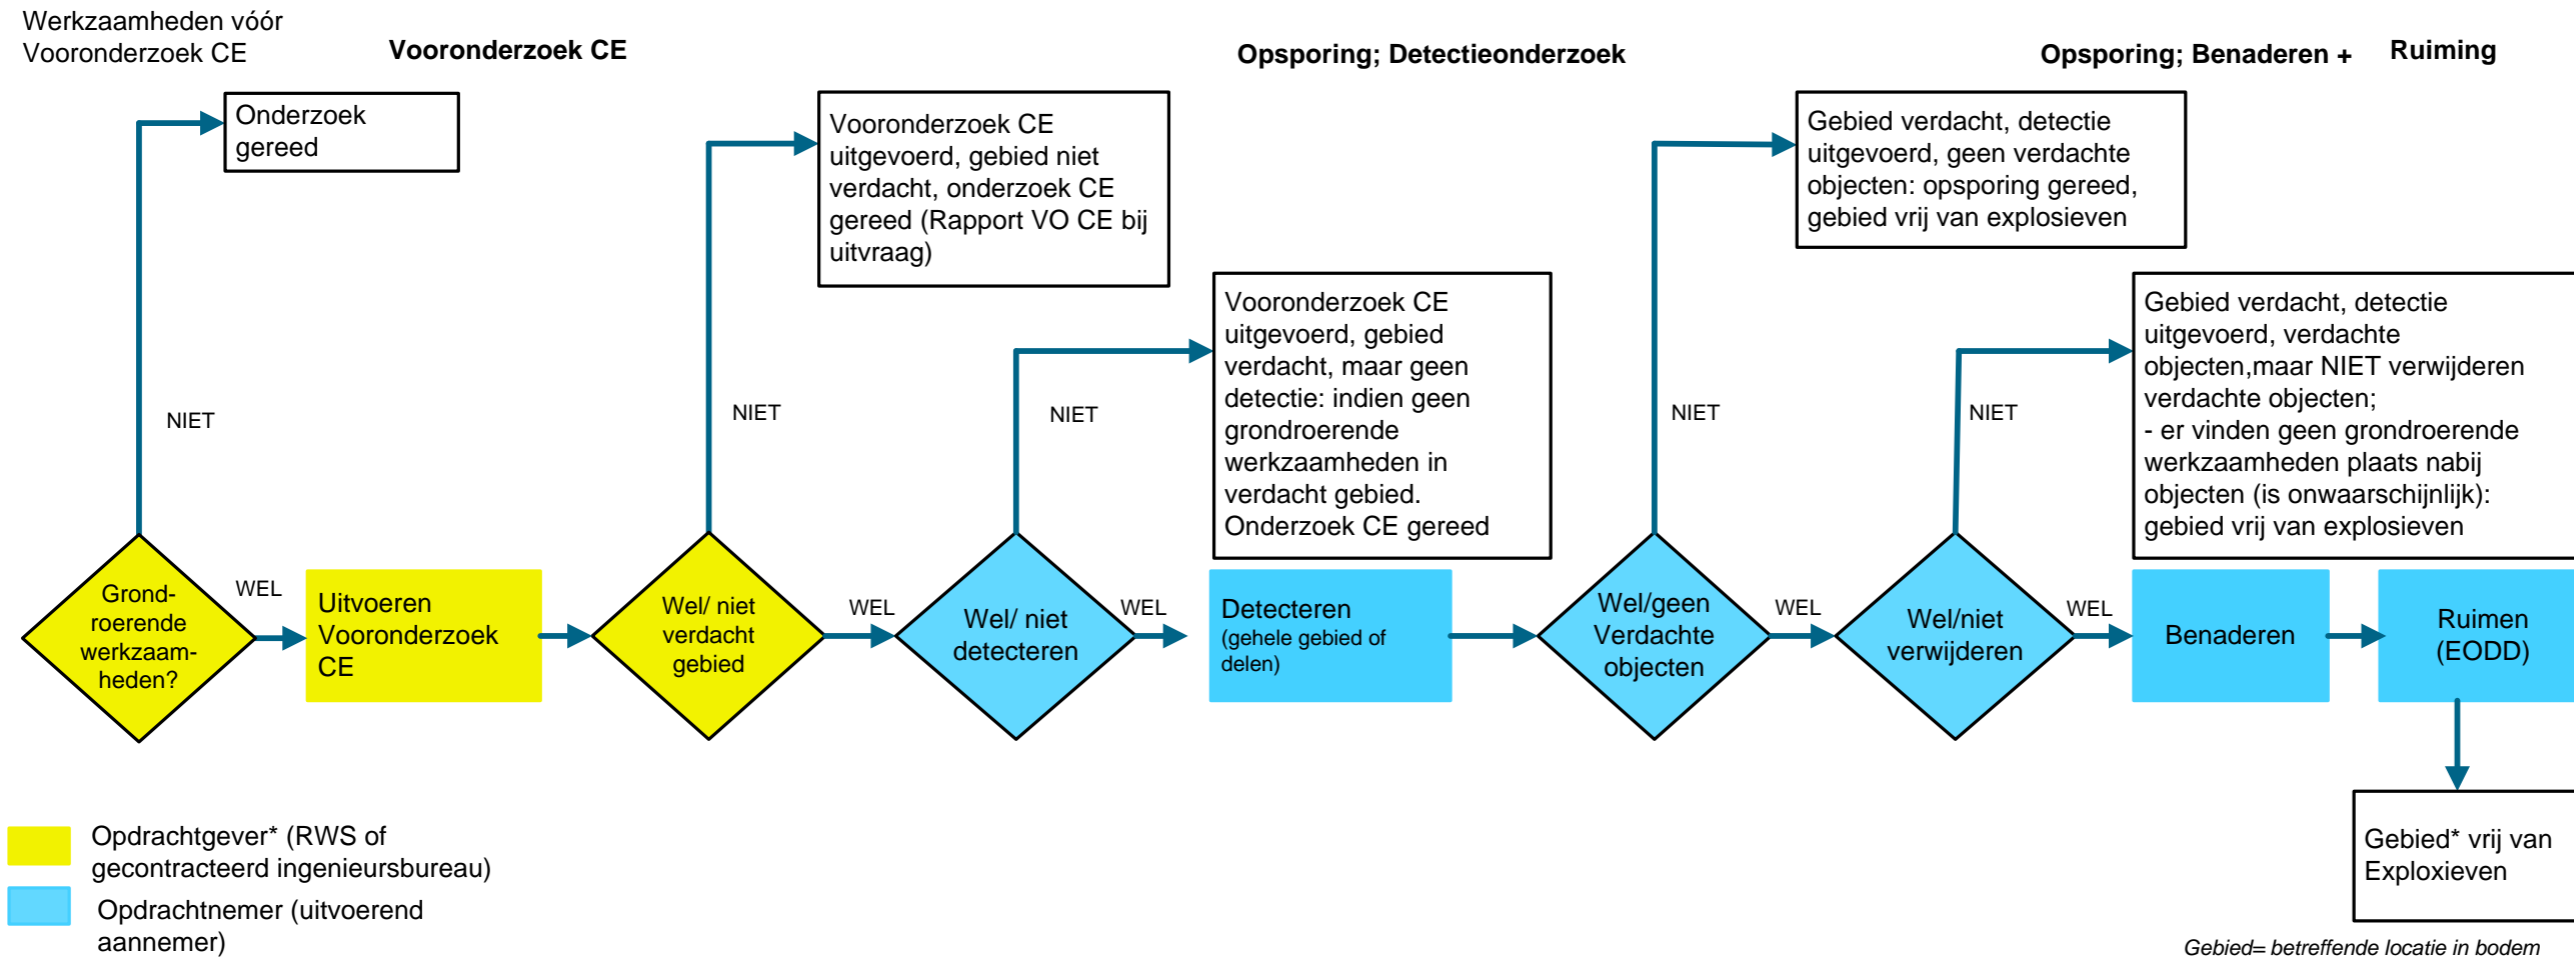 Werkzaamheden vóór
Vooronderzoek CE
Vooronderzoek CE
Opsporing; Detectieonderzoek
Opsporing; Benaderen +
Ruiming
Onderzoek
gereed
Vooronderzoek CE
uitgevoerd, gebied niet
verdacht, onderzoek CE
gereed (Rapport VO CE bij
uitvraag)
Vooronderzoek CE
uitgevoerd, gebied
verdacht, maar geen
detectie: indien geen
grondroerende
werkzaamheden in
verdacht gebied.
Onderzoek CE gereed
Gebied verdacht, detectie
uitgevoerd, geen verdachte
objecten: opsporing gereed,
gebied vrij van explosieven
Gebied verdacht, detectie
uitgevoerd, verdachte
objecten,maar NIET verwijderen
verdachte objecten;
- er vinden geen grondroerende
werkzaamheden plaats nabij
objecten (is onwaarschijnlijk):
gebied vrij van explosieven
NIET
NIET
NIET
NIET
NIET
Grond-
roerende
werkzaam-
heden?
WEL
Uitvoeren
Vooronderzoek
CE
Wel/ niet
verdacht
gebied
WEL
Wel/ niet
detecteren
WEL
Detecteren
(gehele gebied of
delen)
Wel/geen
Verdachte
objecten
WEL
Wel/niet
verwijderen
WEL
Benaderen
Ruimen
(EODD)
Gebied* vrij van
Exploxieven
Opdrachtgever* (RWS of
gecontracteerd ingenieursbureau)
Opdrachtnemer (uitvoerend
aannemer)
Gebied= betreffende locatie in bodem